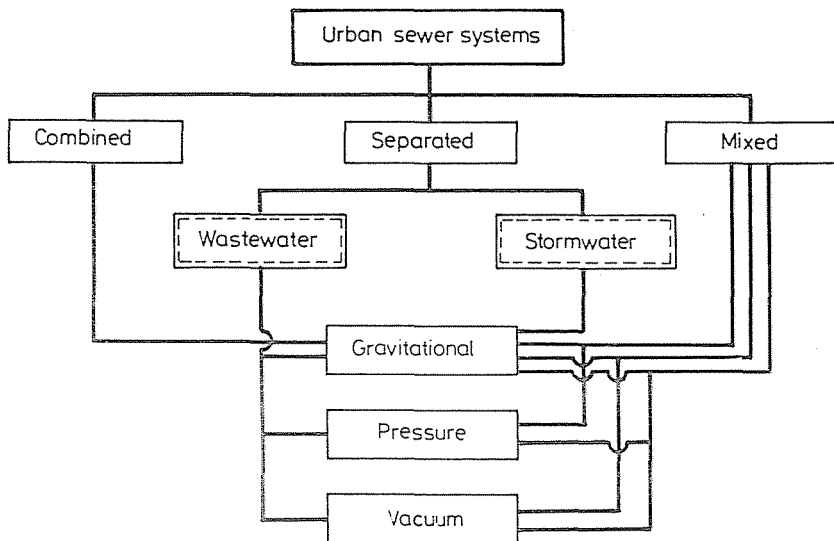 Urban sewer systems
Combined
Separated
Mixed
Wastewater
Stormwater
Gravitational
Pressure
Vacuum